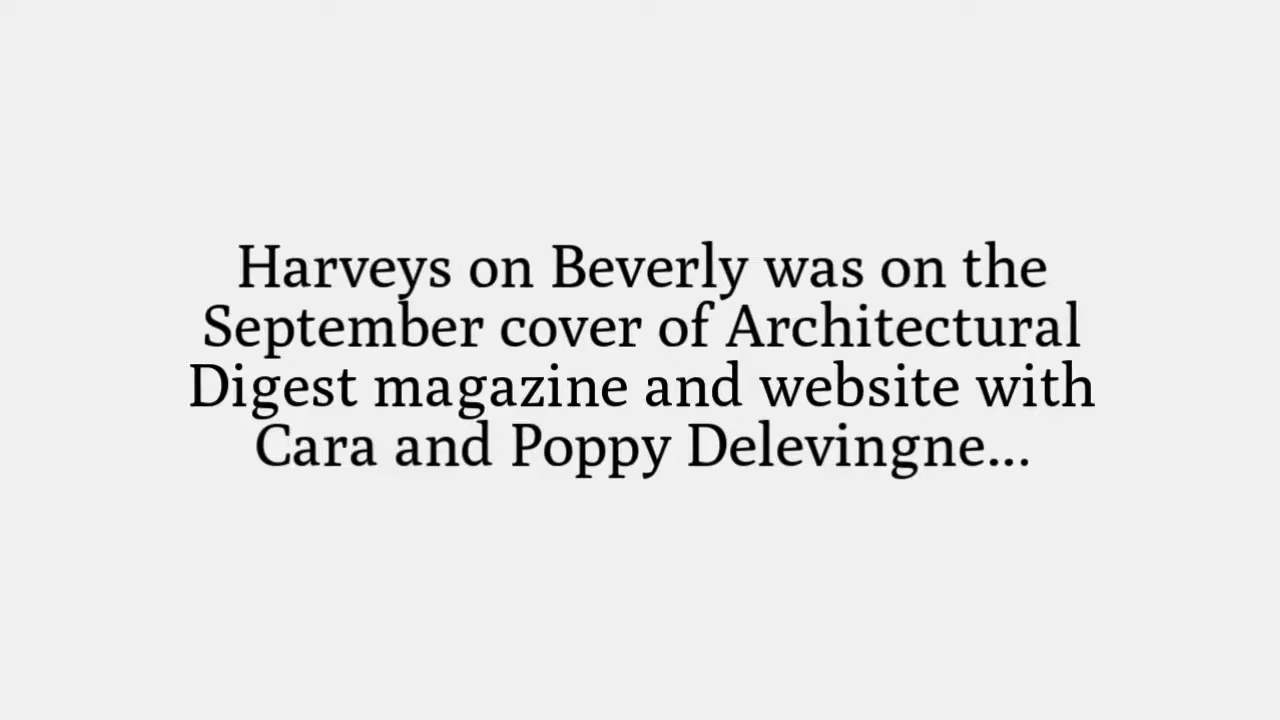 Harveys on Beverly was on the
September cover of Architectural
Digest magazine and website with
Cara and Poppy Delevingne...